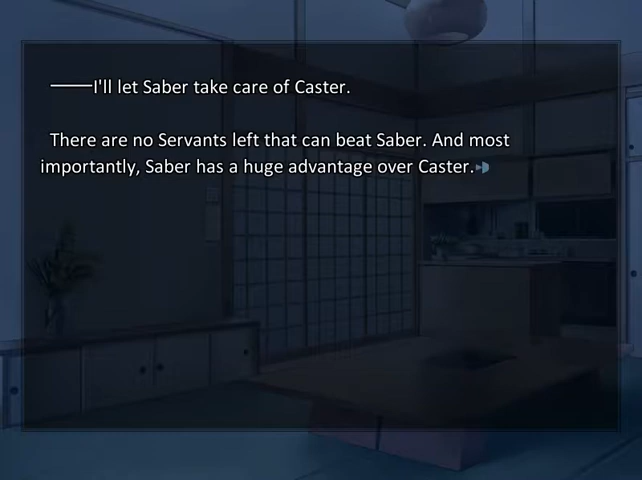 ――I'll let Saber take care of Caster.
There are no Servants left that can beat Saber. And most
importantly, Saber has a huge advantage over Caster.